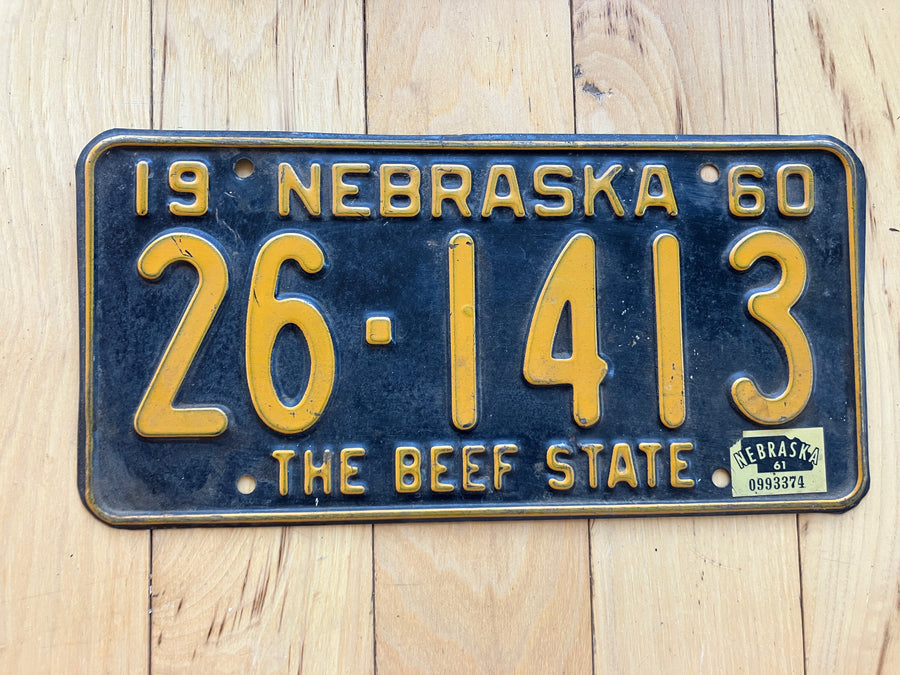 19 NEBRASKA 60
26·1413
THE BEEF STATE
NEBRASKA
61
0993374